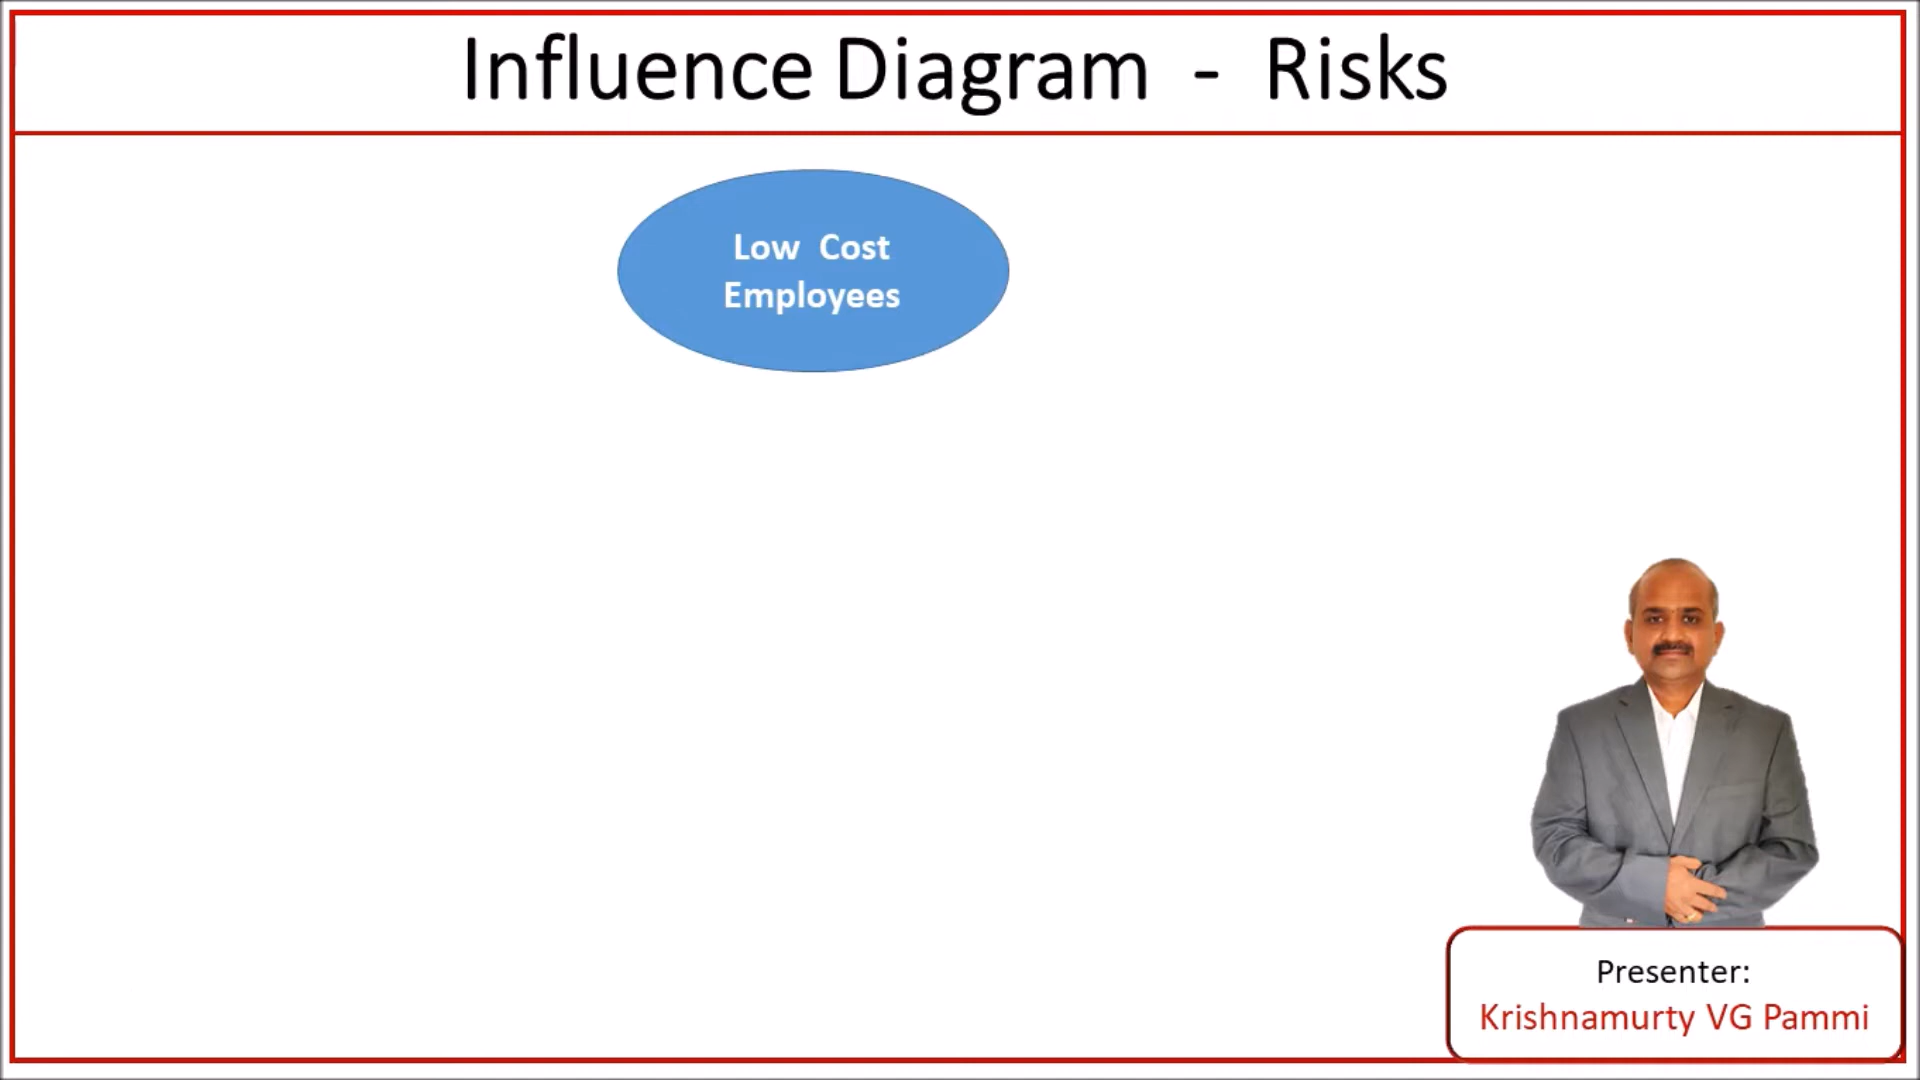 Influence Diagram - Risks
Low Cost
Employees
Presenter:
Krishnamurty VG Pammi